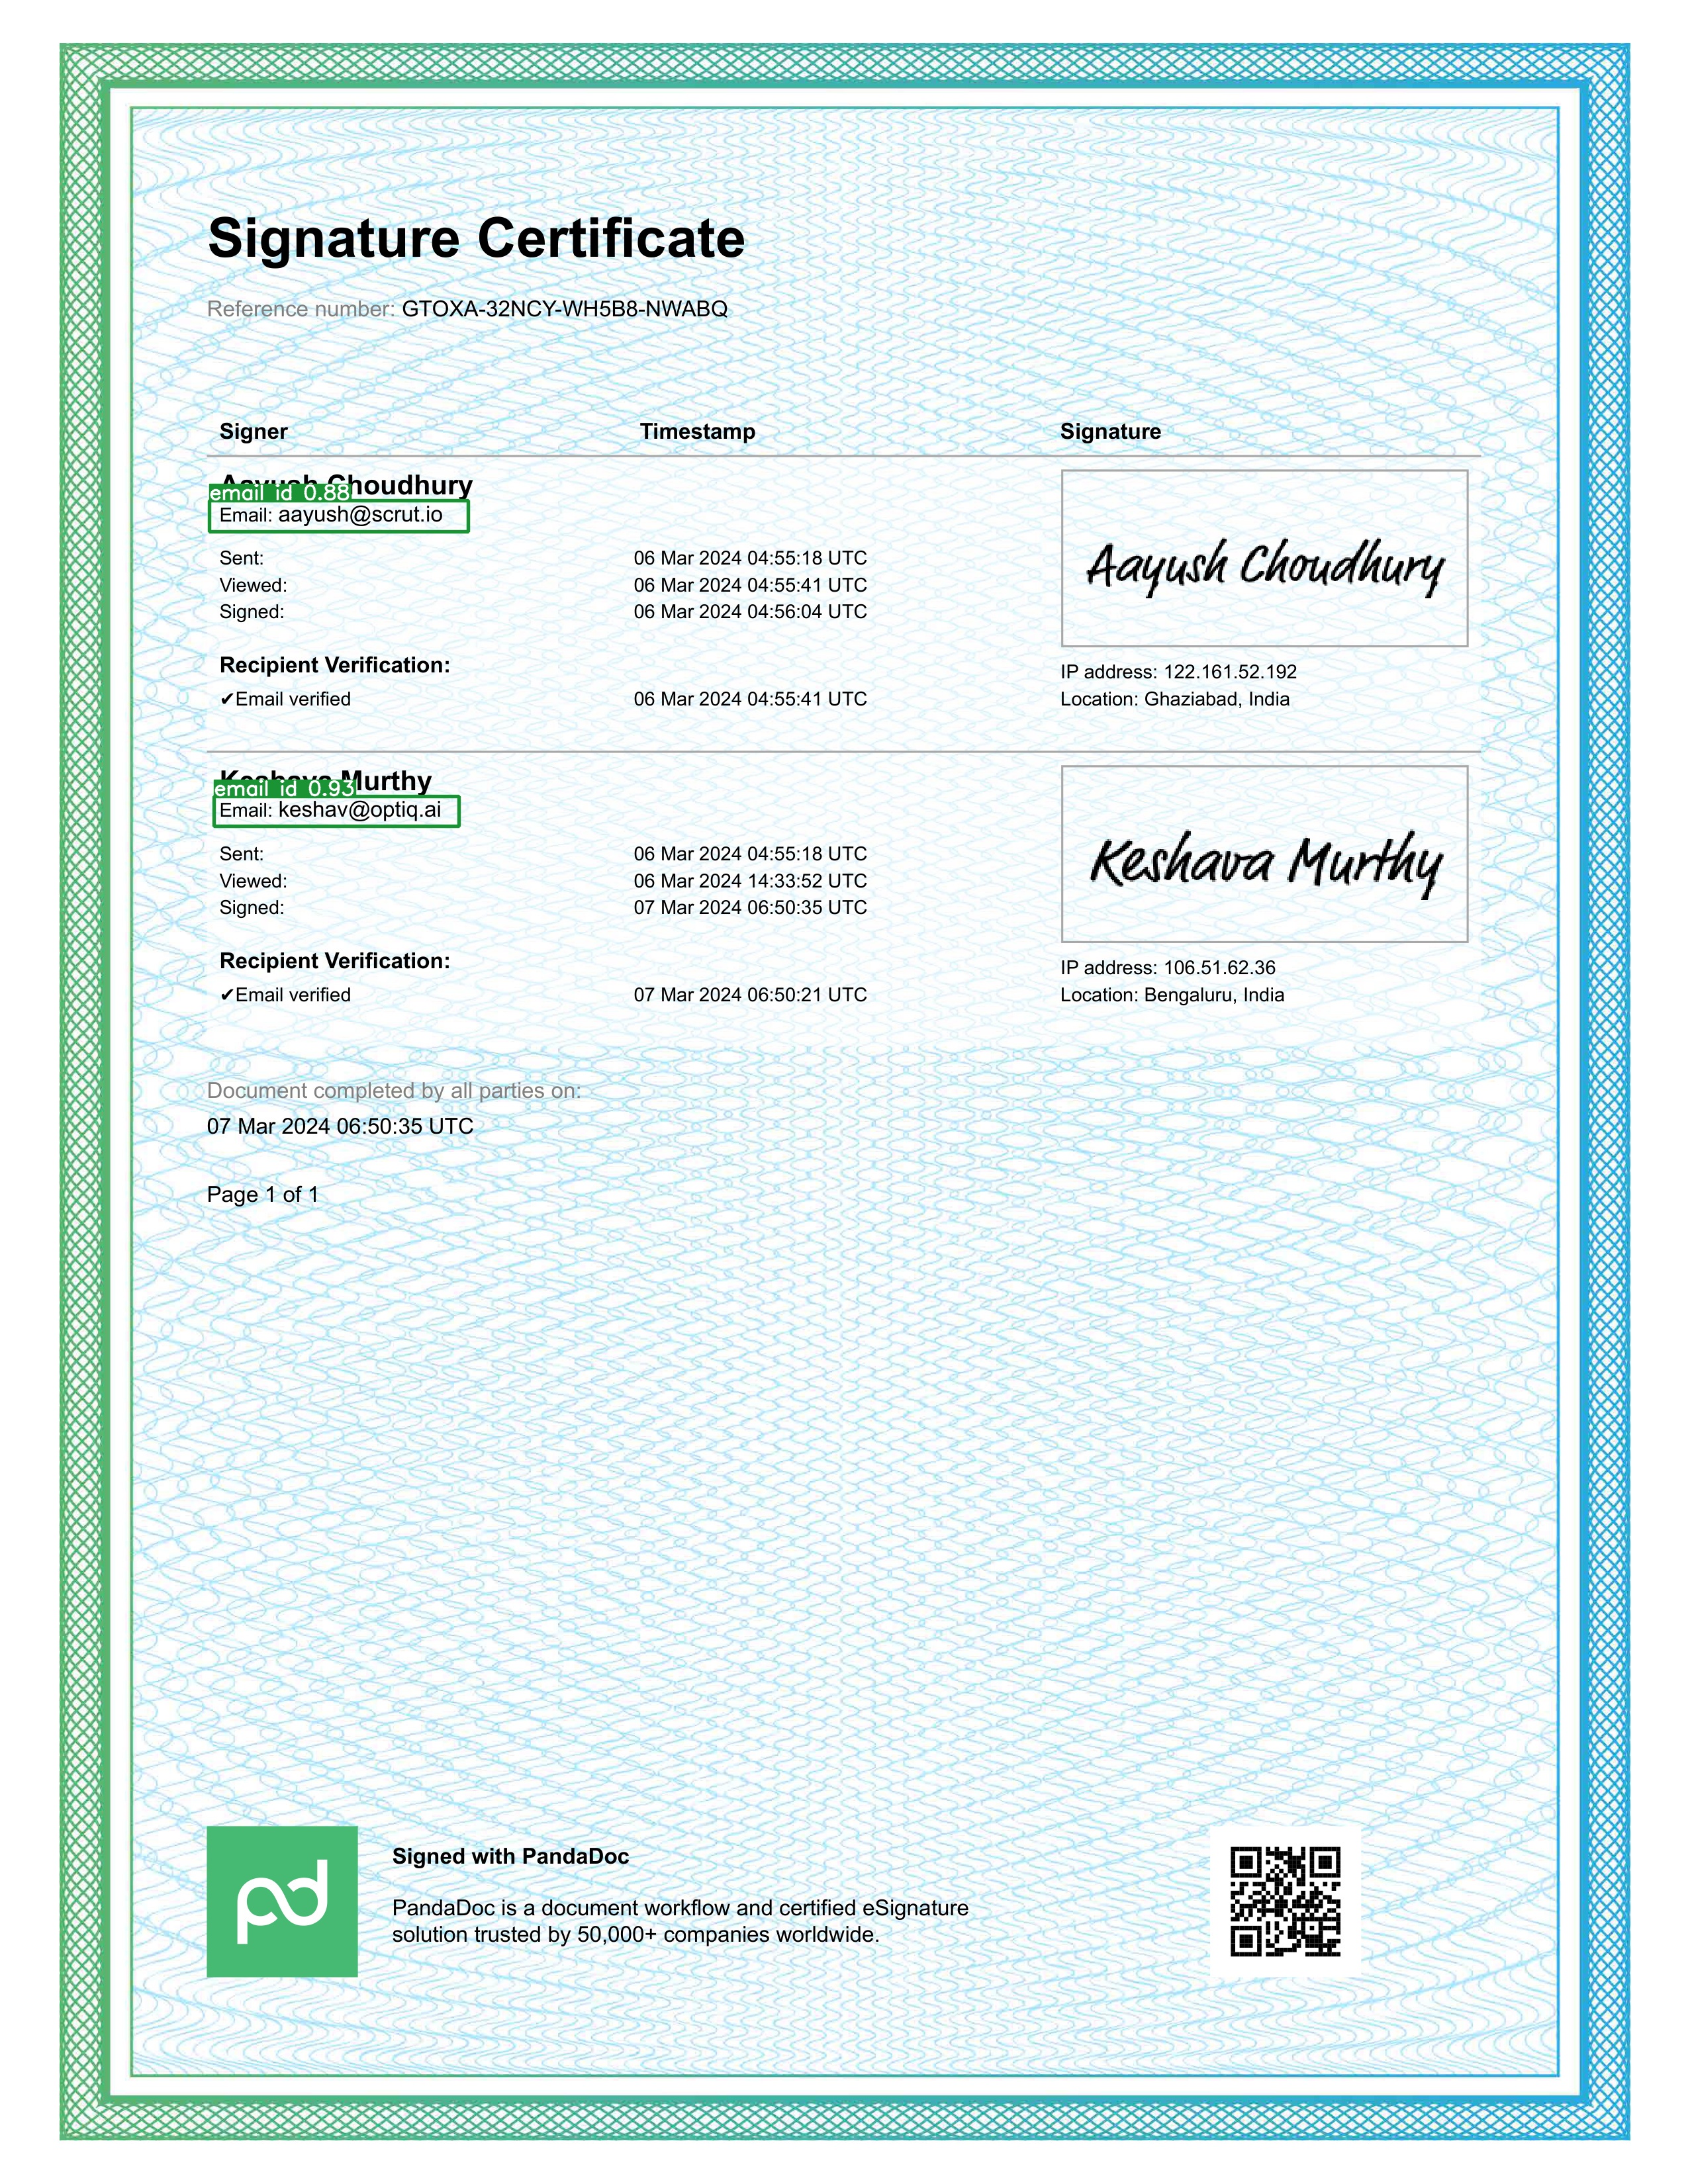 Signature Certificate
Reference number: GTOXA-32NCY-WH5B8-NWABQ
Signer Timestamp Signature
Aayush Choudhury
email id 0.88
Email: aayush@scrut.io
Sent: 06 Mar 2024 04:55:18 UTC
Viewed: 06 Mar 2024 04:55:41 UTC
Signed: 06 Mar 2024 04:56:04 UTC
Aayush Choudhury
Recipient Verification:
IP address: 122.161.52.192
✔Email verified 06 Mar 2024 04:55:41 UTC
Location: Ghaziabad, India
Keshava Murthy
email id 0.93
Email: keshav@optiq.ai
Sent: 06 Mar 2024 04:55:18 UTC
Viewed: 06 Mar 2024 14:33:52 UTC
Signed: 07 Mar 2024 06:50:35 UTC
Keshava Murthy
Recipient Verification:
IP address: 106.51.62.36
✔Email verified 07 Mar 2024 06:50:21 UTC
Location: Bengaluru, India
Document completed by all parties on:
07 Mar 2024 06:50:35 UTC
Page 1 of 1
pd
Signed with PandaDoc
PandaDoc is a document workflow and certified eSignature
solution trusted by 50,000+ companies worldwide.